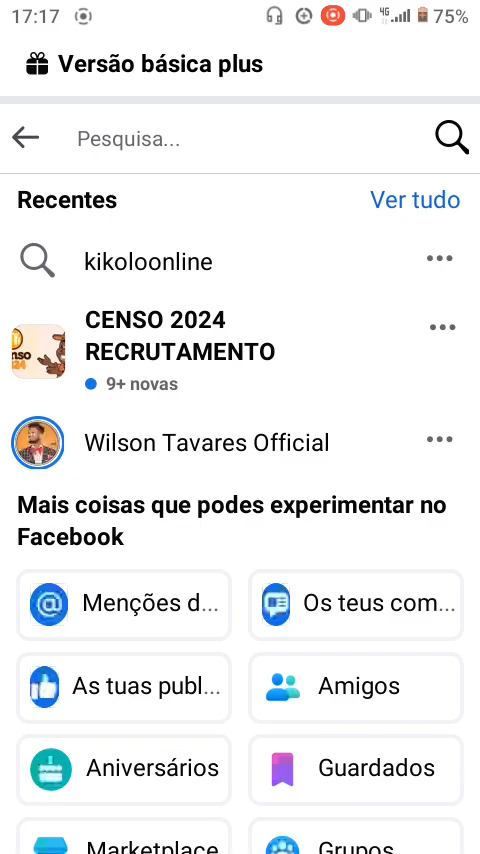 17:17
4G
75%
Versão básica plus
Pesquisa...
Recentes
Ver tudo
kikoloonline
CENSO 2024
RECRUTAMENTO
9+ novas
Wilson Tavares Official
Mais coisas que podes experimentar no
Facebook
Menções d...
Os teus com...
As tuas publ...
Amigos
Aniversários
Guardados
Marketplace
Grupos